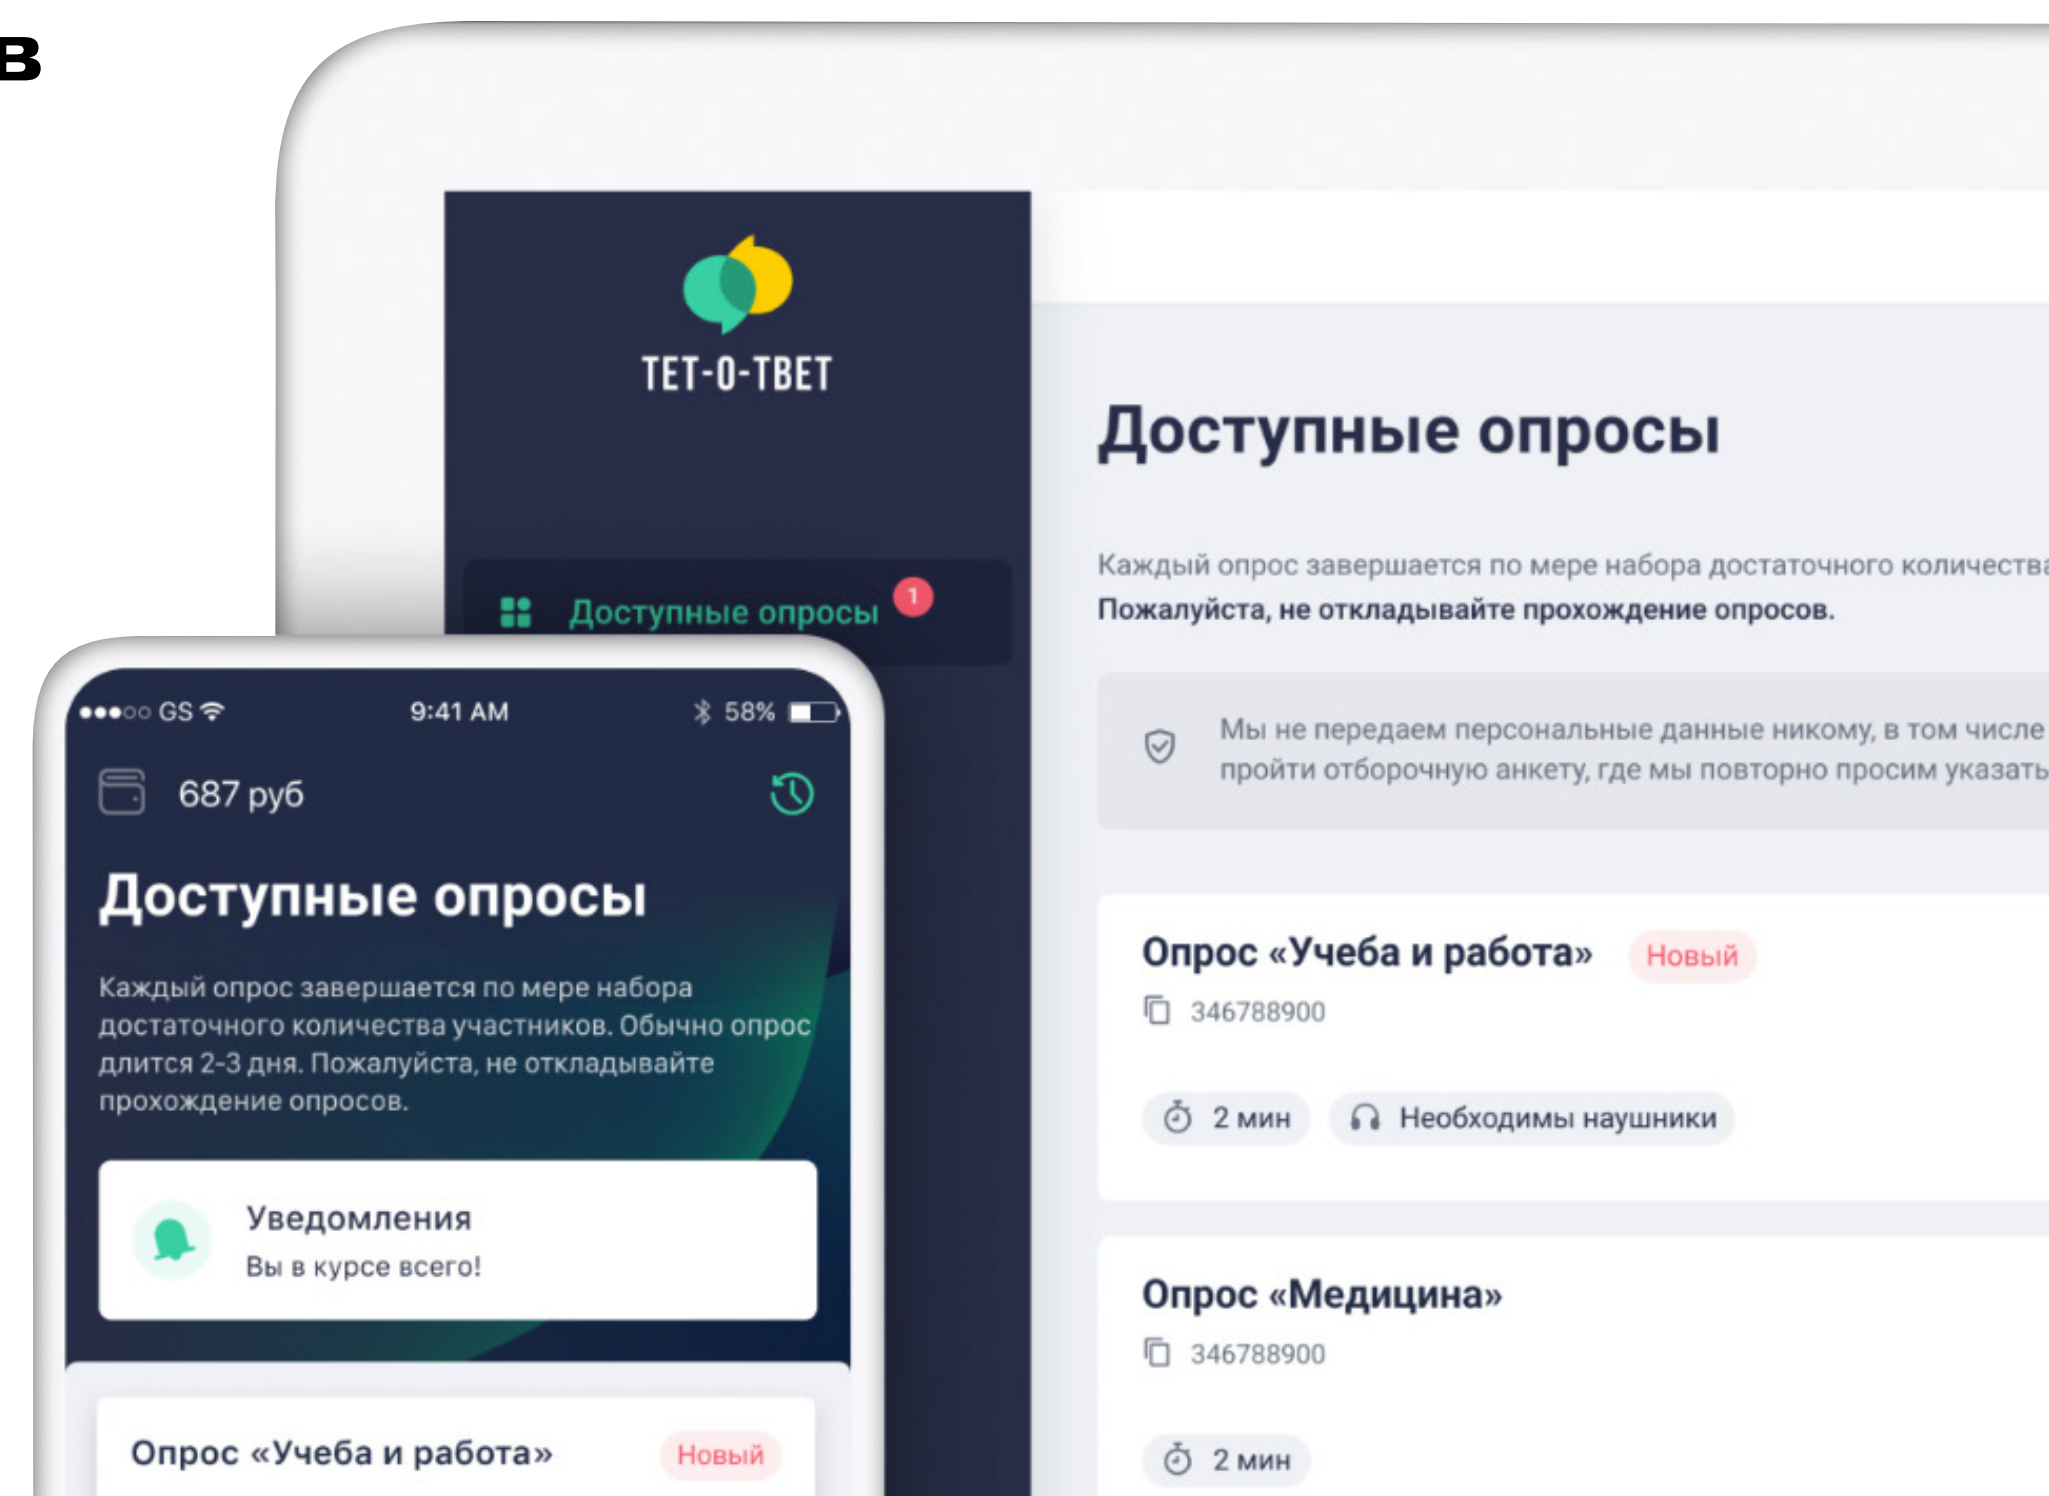 в
ТЕТ-О-ТВЕТ
Доступные опросы 1
Доступные опросы
Каждый опрос завершается по мере набора достаточного количества
Пожалуйста, не откладывайте прохождение опросов.
Мы не передаем персональные данные никому, в том числе
пройти отборочную анкету, где мы повторно просим указать
Опрос «Учеба и работа» Новый
346788900
2 мин Необходимы наушники
Опрос «Медицина»
346788900
2 мин
GS 9:41 AM 58%
687 руб
Доступные опросы
Каждый опрос завершается по мере набора
достаточного количества участников. Обычно опрос
длится 2-3 дня. Пожалуйста, не откладывайте
прохождение опросов.
Уведомления
Вы в курсе всего!
Опрос «Учеба и работа» Новый